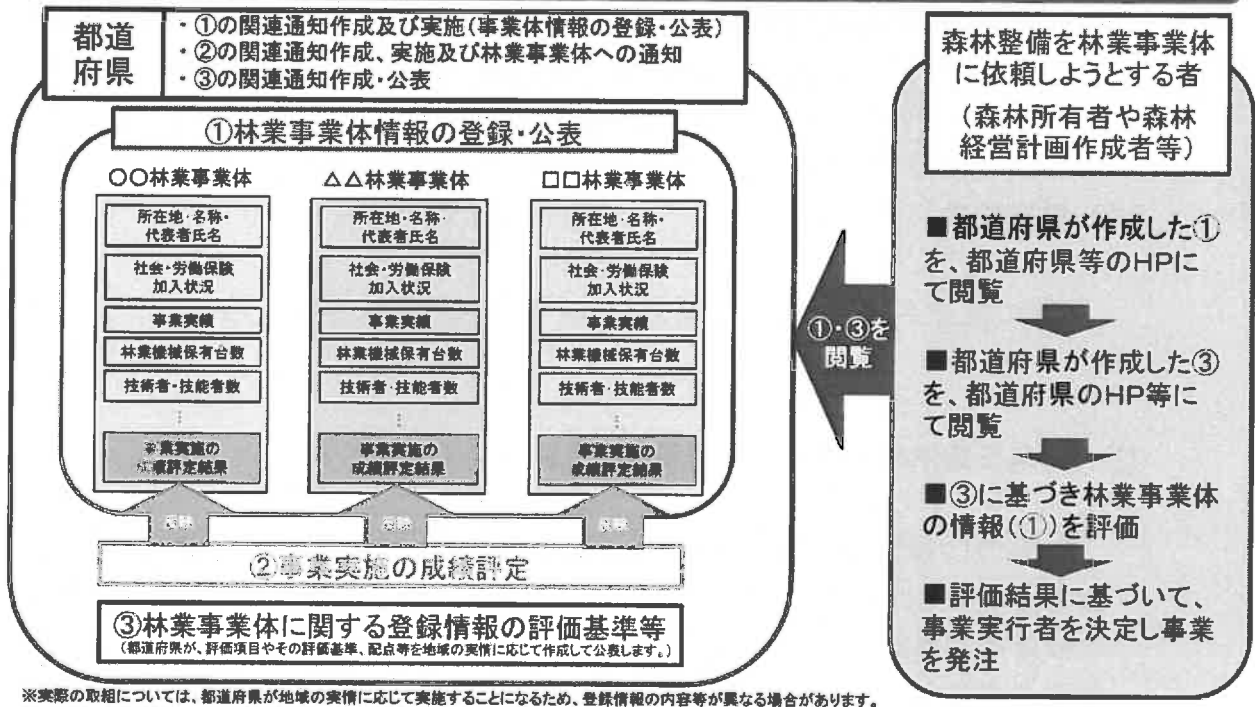 都道
府県
・①の関連通知作成及び実施(事業体情報の登録・公表)
・②の関連通知作成、実施及び林業事業体への通知
・③の関連通知作成・公表
①林業事業体情報の登録・公表
〇〇林業事業体
所在地・名称・
代表者氏名
社会・労働保険
加入状況
事業実績
林業機械保有台数
技術者・技能者数
⋮
事業実施の
成績評定結果
△△林業事業体
所在地・名称・
代表者氏名
社会・労働保険
加入状況
事業実績
林業機械保有台数
技術者・技能者数
⋮
事業実施の
成績評定結果
□□林業事業体
所在地・名称・
代表者氏名
社会・労働保険
加入状況
事業実績
林業機械保有台数
技術者・技能者数
⋮
事業実施の
成績評定結果
反映
反映
反映
②事業実施の成績評定
③林業事業体に関する登録情報の評価基準等
(都道府県が、評価項目やその評価基準、配点等を地域の実情に応じて作成して公表します。)
①・③を
閲覧
森林整備を林業事業体
に依頼しようとする者
(森林所有者や森林
経営計画作成者等)
■都道府県が作成した①
を、都道府県等のHPに
て閲覧
■都道府県が作成した③
を、都道府県のHP等に
て閲覧
■③に基づき林業事業体
の情報(①)を評価
■評価結果に基づいて、
事業実行者を決定し事業
を発注
※実際の取組については、都道府県が地域の実情に応じて実施することになるため、登録情報の内容等が異なる場合があります。